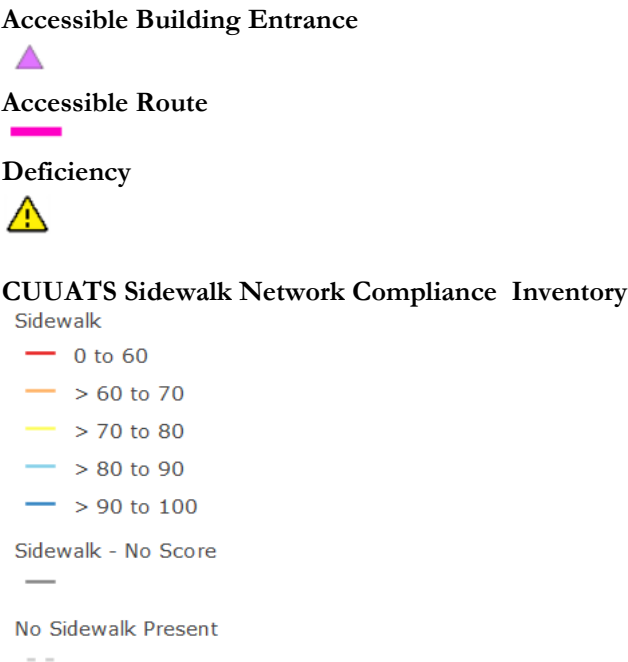 Accessible Building Entrance
Accessible Route
Deficiency
CUUATS Sidewalk Network Compliance Inventory
Sidewalk
0 to 60
> 60 to 70
> 70 to 80
> 80 to 90
> 90 to 100
Sidewalk - No Score
No Sidewalk Present